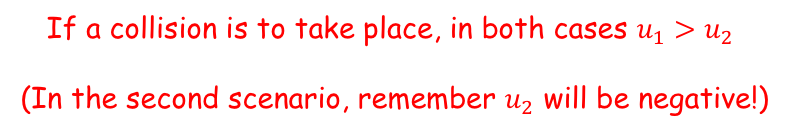 If a collision is to take place, in both cases u₁ > u₂
(In the second scenario, remember u₂ will be negative!)